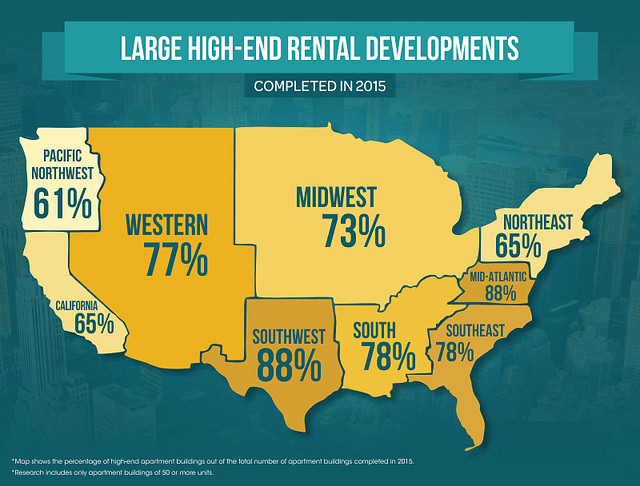 LARGE HIGH-END RENTAL DEVELOPMENTS
COMPLETED IN 2015
PACIFIC
NORTHWEST
61%
WESTERN
77%
MIDWEST
73%
NORTHEAST
65%
MID-ATLANTIC
88%
CALIFORNIA
65%
SOUTHWEST
88%
SOUTH
78%
SOUTHEAST
78%
*Map shows the percentage of high-end apartment buildings out of the total number of apartment buildings completed in 2015.
*Research includes only apartment buildings of 50 or more units.